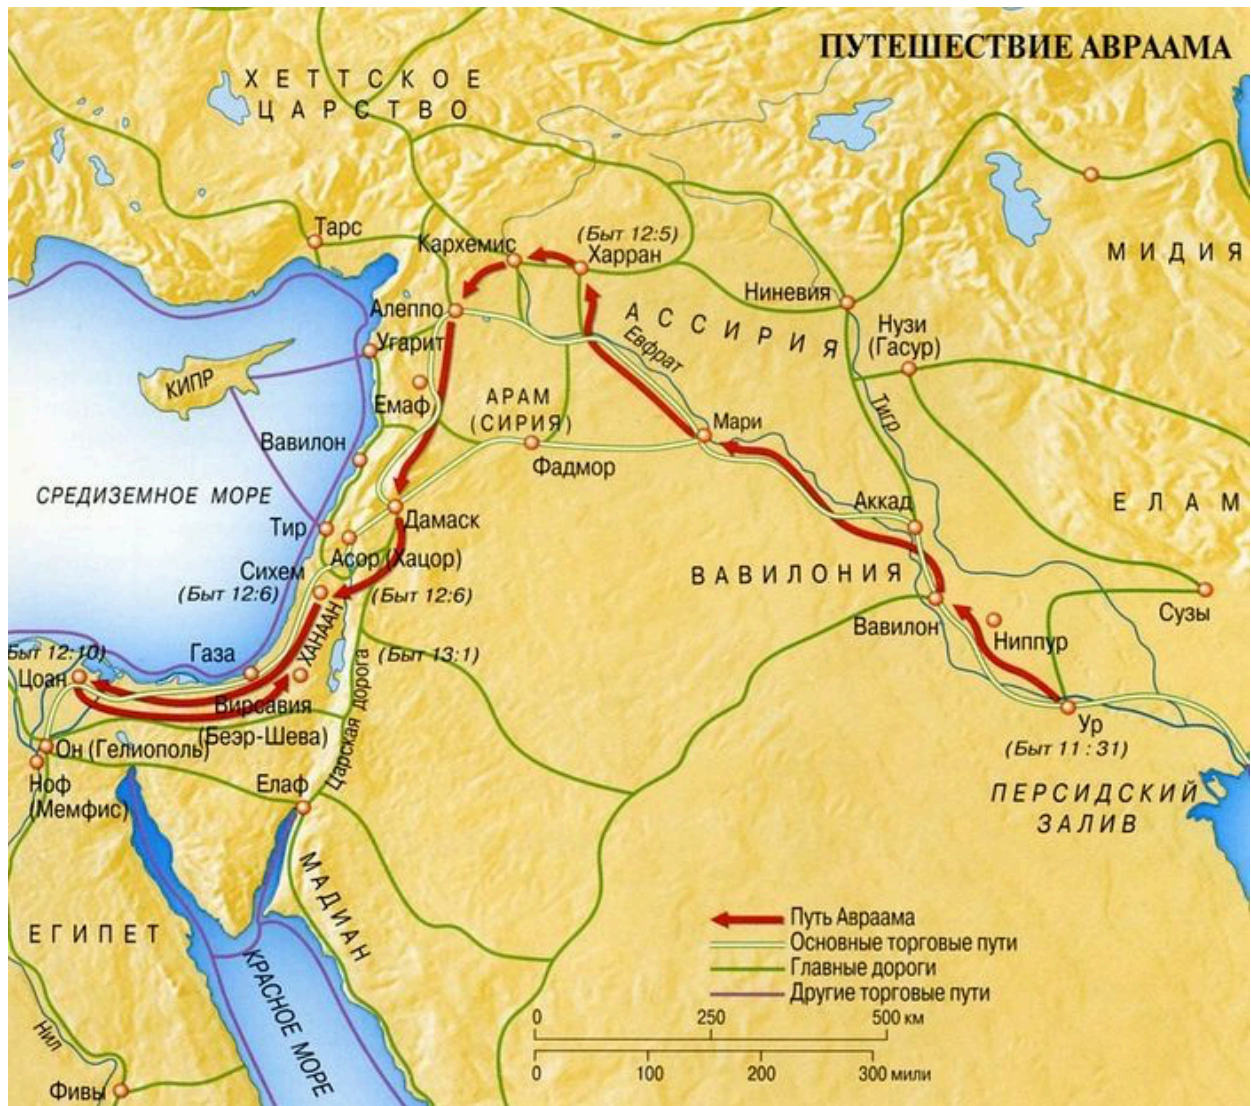 ПУТЕШЕСТВИЕ АВРААМА
ХЕТТСКОЕ
ЦАРСТВО
Тарс
Кархемис
(Быт 12:5)
Харран
МИДИЯ
Ниневия
Алеппо
АССИРИЯ
Нузи
(Гасур)
Угарит
Евфрат
КИПР
Емаф
АРАМ
(СИРИЯ)
Тигр
Мари
Вавилон
Фадмор
СРЕДИЗЕМНОЕ МОРЕ
Аккад
ЕЛАМ
Тир
Дамаск
Асор (Хацор)
Сихем
(Быт 12:6)
(Быт 12:6)
ВАВИЛОНИЯ
Сузы
Вавилон
Ниппур
ХАНААН
Газа
(Быт 13:1)
Быт 12:10)
Цоан
Вирсавия
(Беэр-Шева)
Царская дорога
Ур
(Быт 11:31)
Он (Гелиополь)
Ноф
(Мемфис)
Елаф
ПЕРСИДСКИЙ
ЗАЛИВ
МАДИАН
ЕГИПЕТ
КРАСНОЕ МОРЕ
Нил
Фивы
Путь Авраама
Основные торговые пути
Главные дороги
Другие торговые пути
0 250 500 км
0 100 200 300 мили